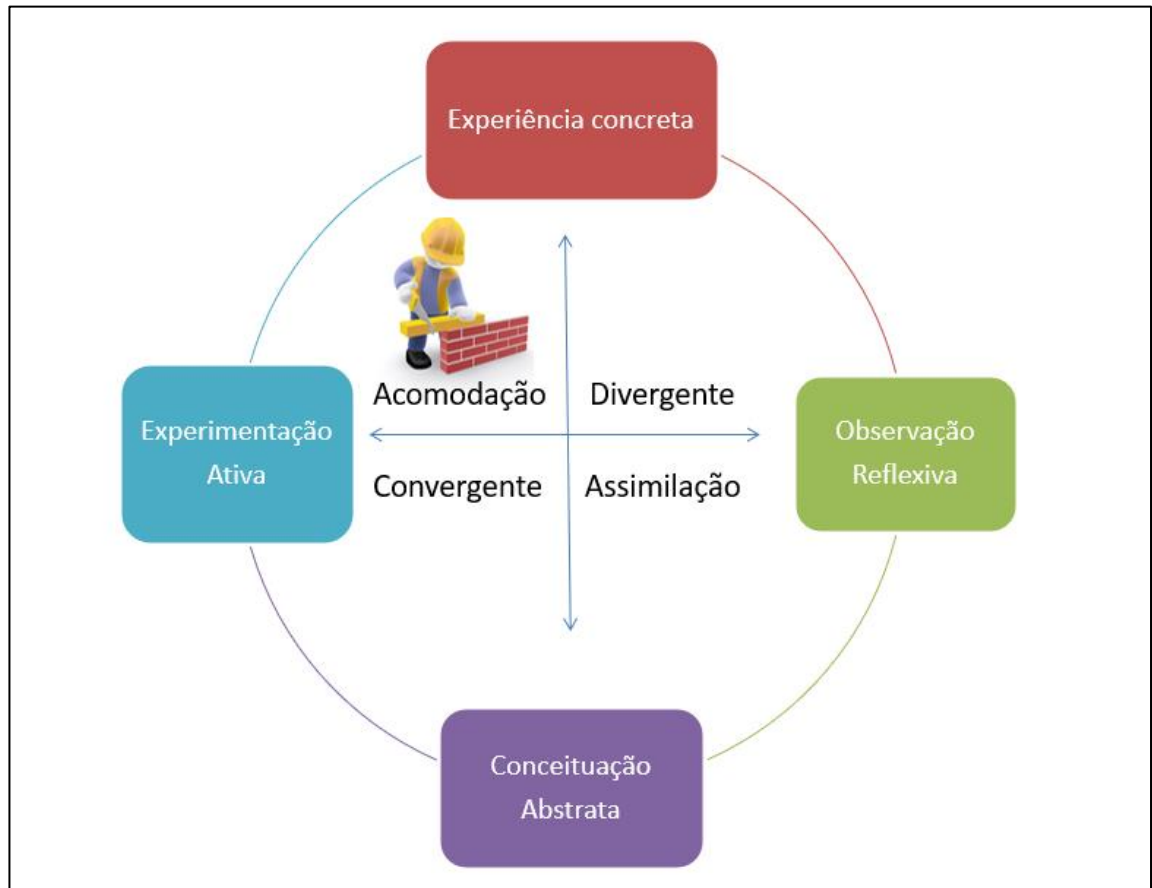 Experiência concreta
Acomodação
Divergente
Experimentação
Ativa
Observação
Reflexiva
Convergente
Assimilação
Conceituação
Abstrata